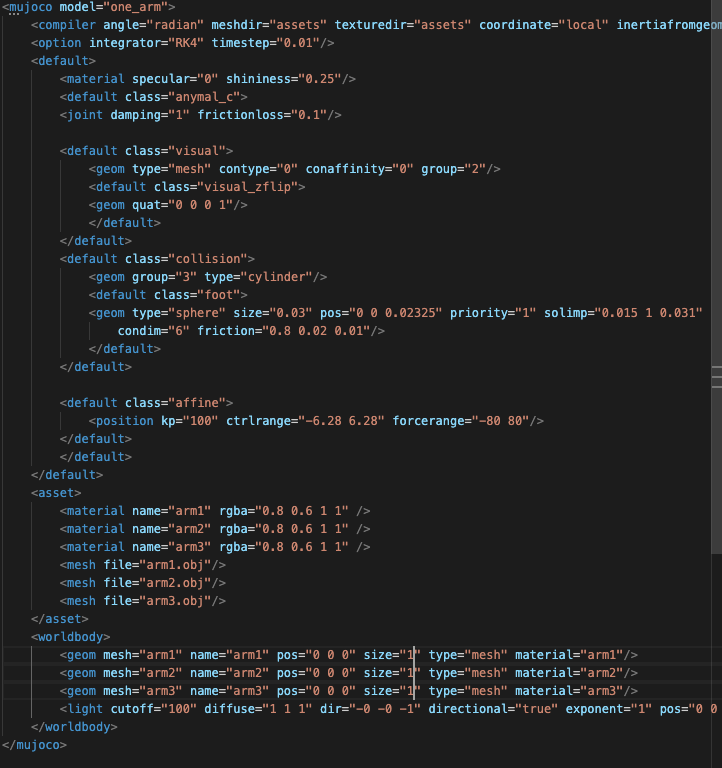 <mujoco model="one_arm">
<compiler angle="radian" meshdir="assets" texturedir="assets" coordinate="local" inertiafromgeom
<option integrator="RK4" timestep="0.01"/>
<default>
<material specular="0" shininess="0.25"/>
<default class="anymal_c">
<joint damping="1" frictionloss="0.1"/>
<default class="visual">
<geom type="mesh" contype="0" conaffinity="0" group="2"/>
<default class="visual_zflip">
<geom quat="0 0 0 1"/>
</default>
</default>
<default class="collision">
<geom group="3" type="cylinder"/>
<default class="foot">
<geom type="sphere" size="0.03" pos="0 0 0.02325" priority="1" solimp="0.015 1 0.031"
condim="6" friction="0.8 0.02 0.01"/>
</default>
</default>
<default class="affine">
<position kp="100" ctrlrange="-6.28 6.28" forcerange="-80 80"/>
</default>
</default>
</default>
<asset>
<material name="arm1" rgba="0.8 0.6 1 1" />
<material name="arm2" rgba="0.8 0.6 1 1" />
<material name="arm3" rgba="0.8 0.6 1 1" />
<mesh file="arm1.obj"/>
<mesh file="arm2.obj"/>
<mesh file="arm3.obj"/>
</asset>
<worldbody>
<geom mesh="arm1" name="arm1" pos="0 0 0" size="1" type="mesh" material="arm1"/>
<geom mesh="arm2" name="arm2" pos="0 0 0" size="1" type="mesh" material="arm2"/>
<geom mesh="arm3" name="arm3" pos="0 0 0" size="1" type="mesh" material="arm3"/>
<light cutoff="100" diffuse="1 1 1" dir="-0 -0 -1" directional="true" exponent="1" pos="0 0
</worldbody>
</mujoco>